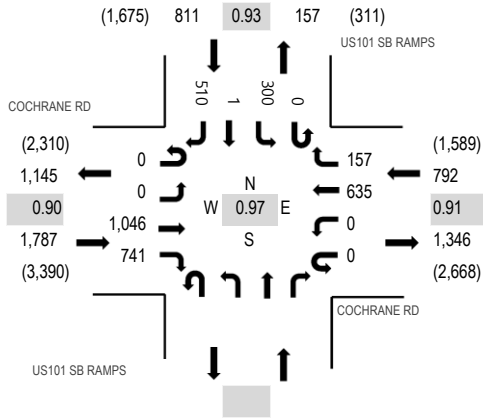 (1,675) 811 0.93 157 (311)
US101 SB RAMPS
510 1 300 0
COCHRANE RD
(2,310)
1,145
0.90
1,787
(3,390)
0
0
1,046
741
N
W 0.97 E
S
157
635
0
0
(1,589)
792
0.91
1,346
(2,668)
COCHRANE RD
US101 SB RAMPS